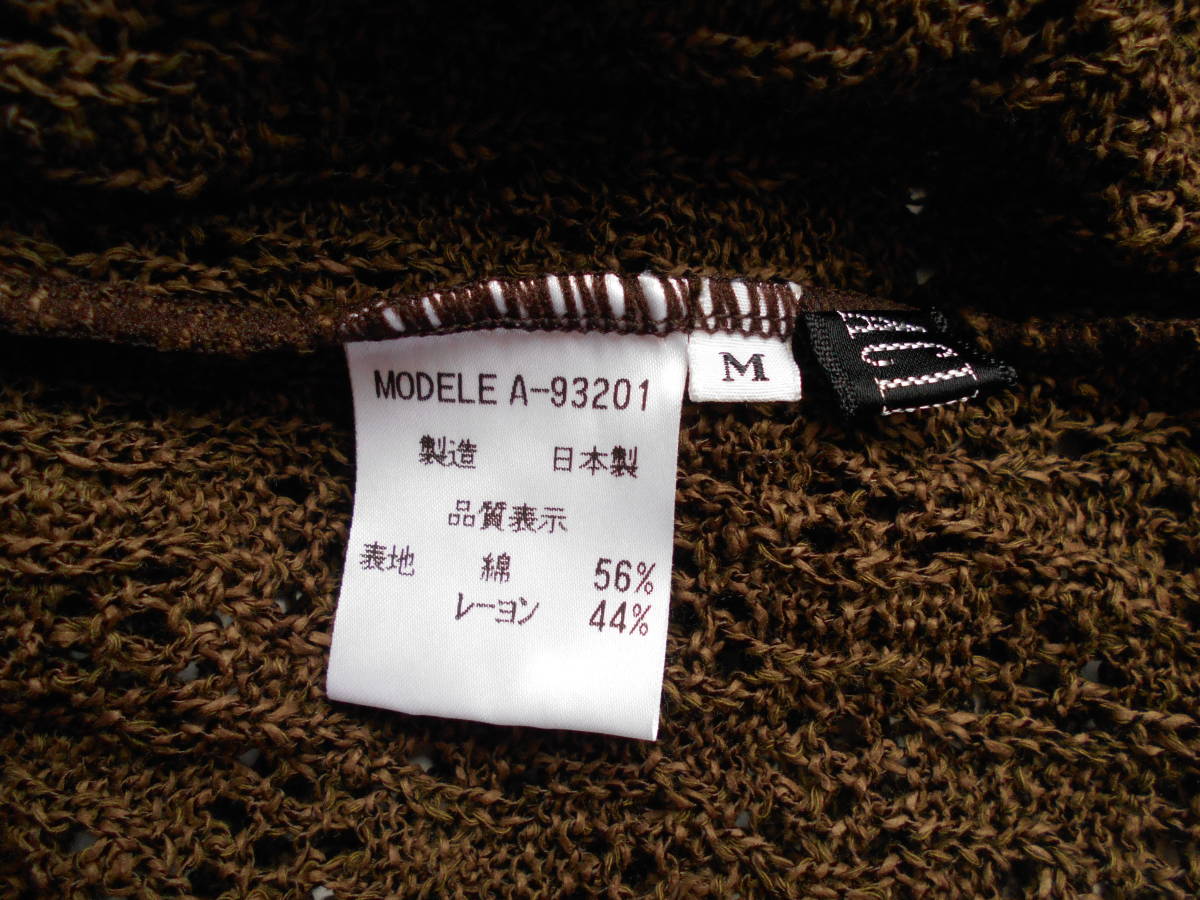 MODELE A-93201
M
製造 日本製
品質表示
表地 綿 56%
レーヨン 44%